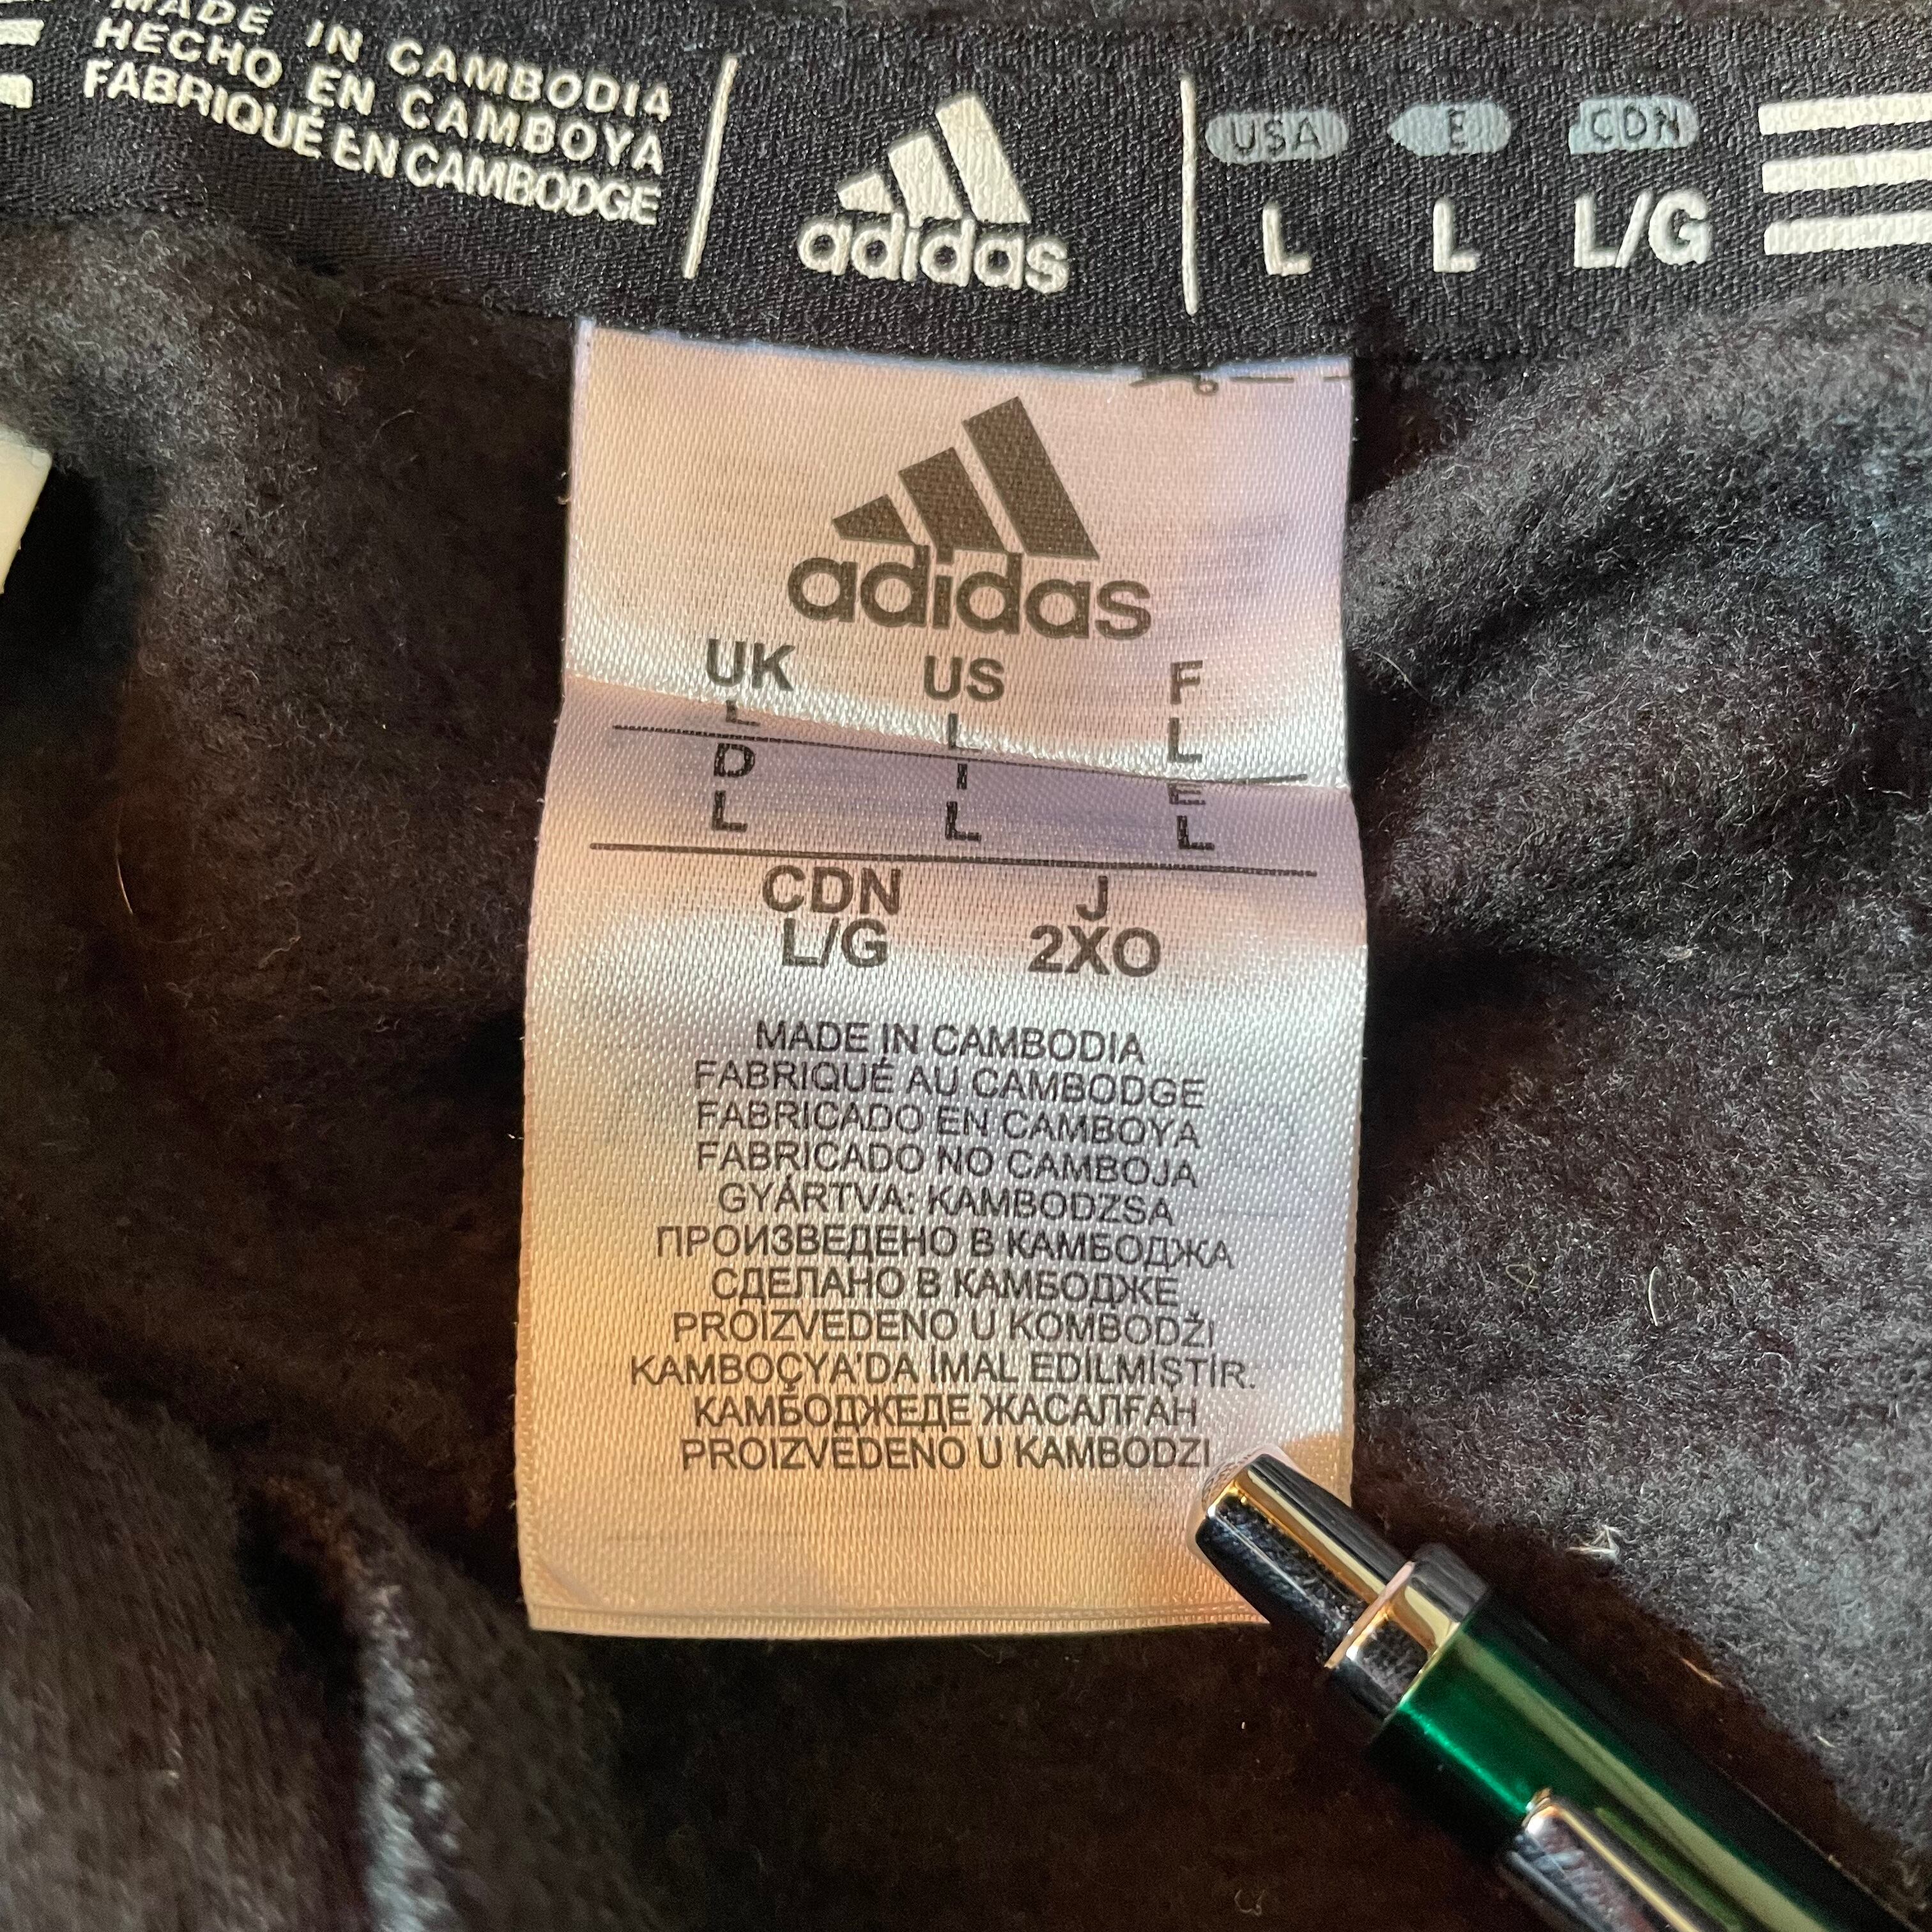 MADE IN CAMBODIA
HECHO EN CAMBOYA
FABRIQUÉ EN CAMBODGE
adidas
USA E CDN
L L L/G
adidas
UK US F
L L L
D I E
L L L
CDN J
L/G 2XO
MADE IN CAMBODIA
FABRIQUÉ AU CAMBODGE
FABRICADO EN CAMBOYA
FABRICADO NO CAMBOJA
GYÁRTVA: KAMBODZSA
ПРОИЗВЕДЕНО В КАМБОДЖА
СДЕЛАНО В КАМБОДЖЕ
PROIZVEDENO U KOMBODŽI
KAMBOÇYA'DA İMAL EDİLMİŞTİR.
КАМБОДЖЕДЕ ЖАСАЛҒАН
PROIZVEDENO U KAMBODZI